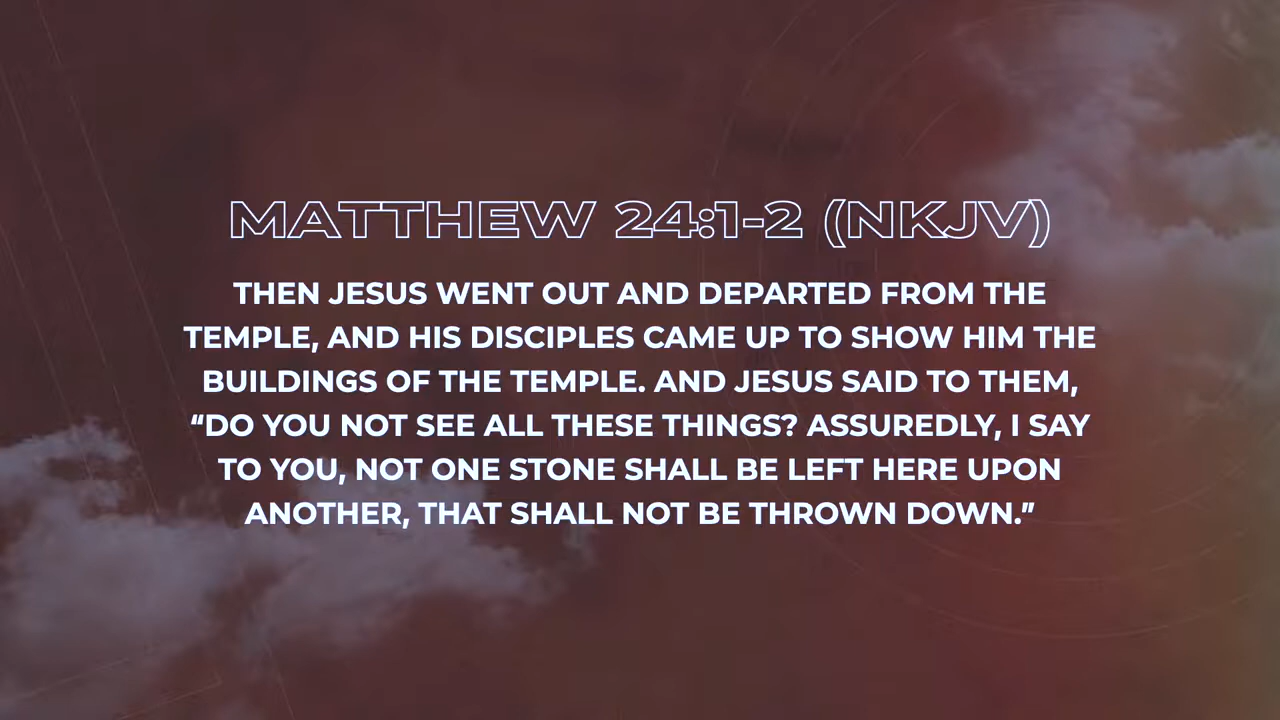 MATTHEW 24:1-2 (NKJV)
THEN JESUS WENT OUT AND DEPARTED FROM THE
TEMPLE, AND HIS DISCIPLES CAME UP TO SHOW HIM THE
BUILDINGS OF THE TEMPLE. AND JESUS SAID TO THEM,
“DO YOU NOT SEE ALL THESE THINGS? ASSUREDLY, I SAY
TO YOU, NOT ONE STONE SHALL BE LEFT HERE UPON
ANOTHER, THAT SHALL NOT BE THROWN DOWN.”